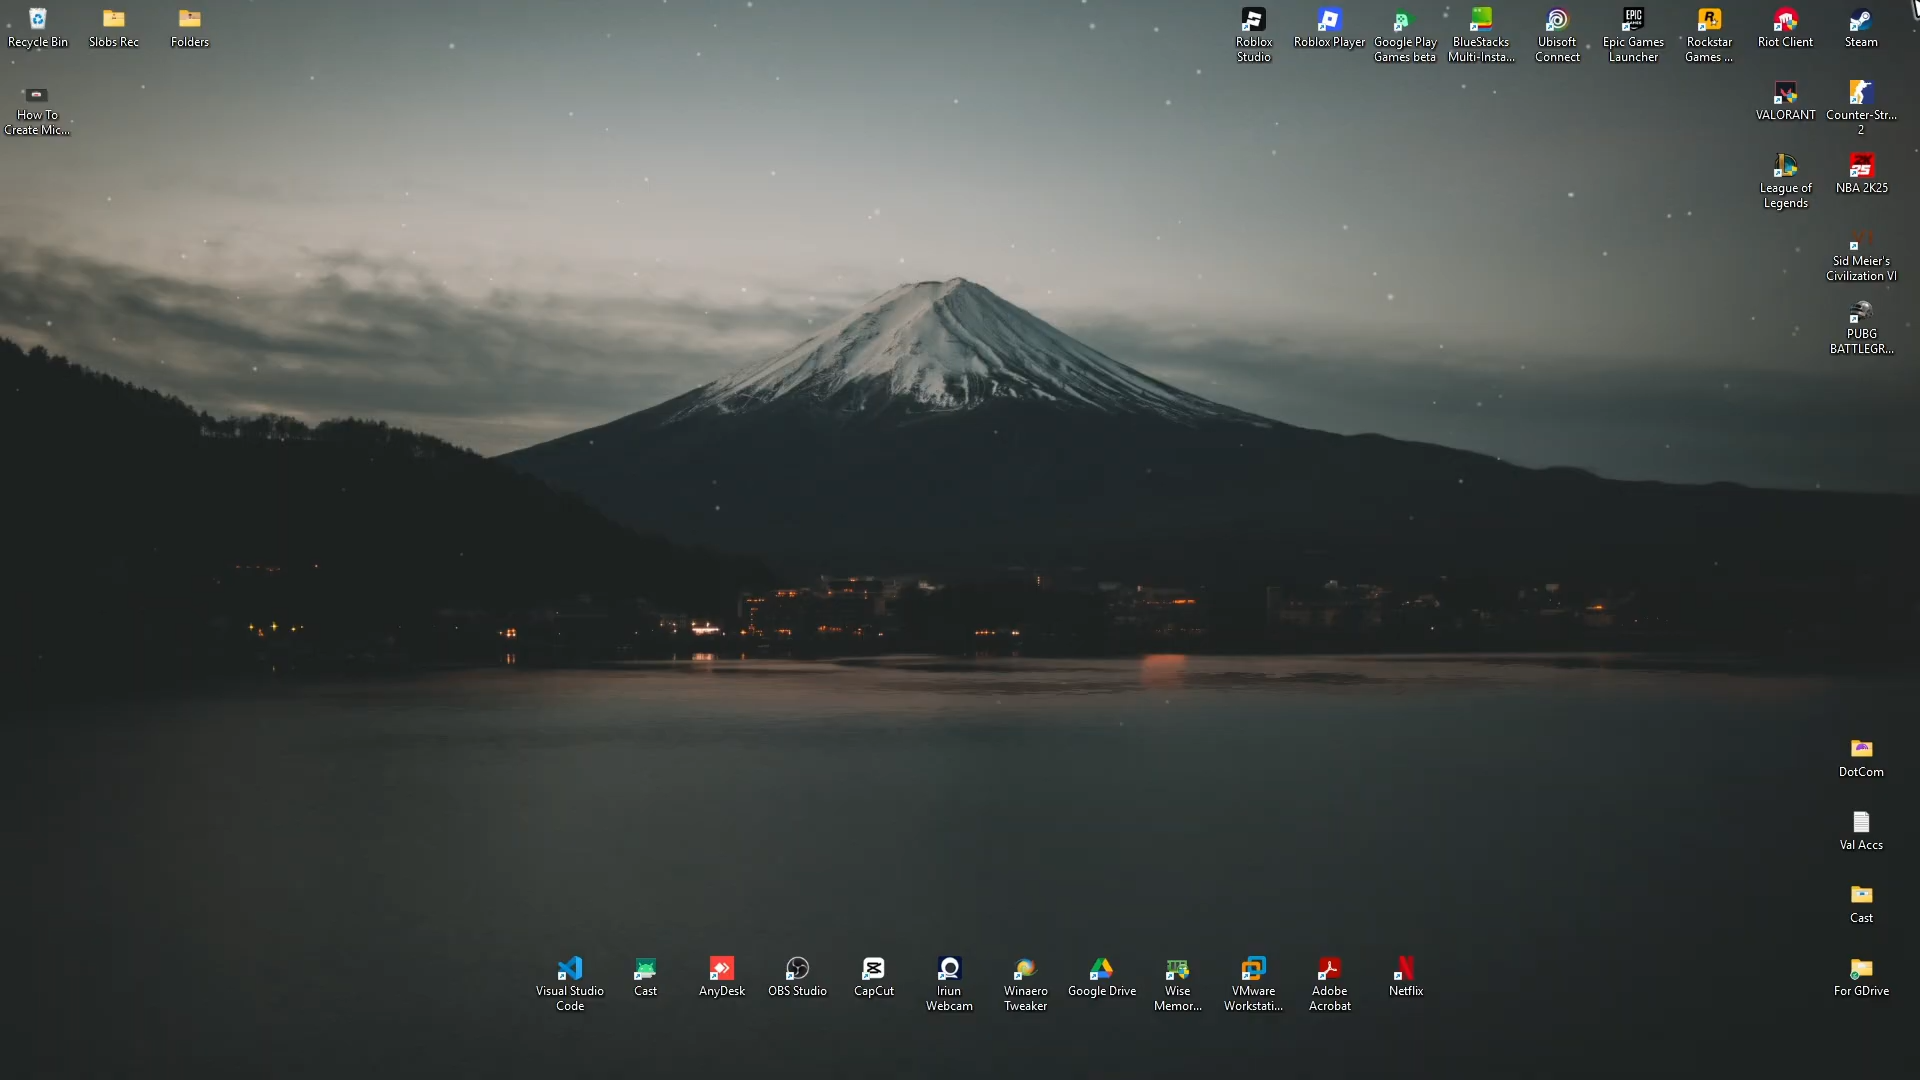 Recycle Bin
Slobs Rec
Folders
Roblox
Studio
Roblox Player
Google Play
Games beta
BlueStacks
Multi-Insta...
Ubisoft
Connect
Epic Games
Launcher
Rockstar
Games ...
Riot Client
Steam
How To
Create Mic...
VALORANT
Counter-Str...
2
League of
Legends
NBA 2K25
Sid Meier's
Civilization VI
PUBG
BATTLEGR...
DotCom
Val Accs
Cast
For GDrive
Visual Studio
Code
Cast
AnyDesk
OBS Studio
CapCut
Iriun
Webcam
Winaero
Tweaker
Google Drive
Wise
Memor...
VMware
Workstati...
Adobe
Acrobat
Netflix